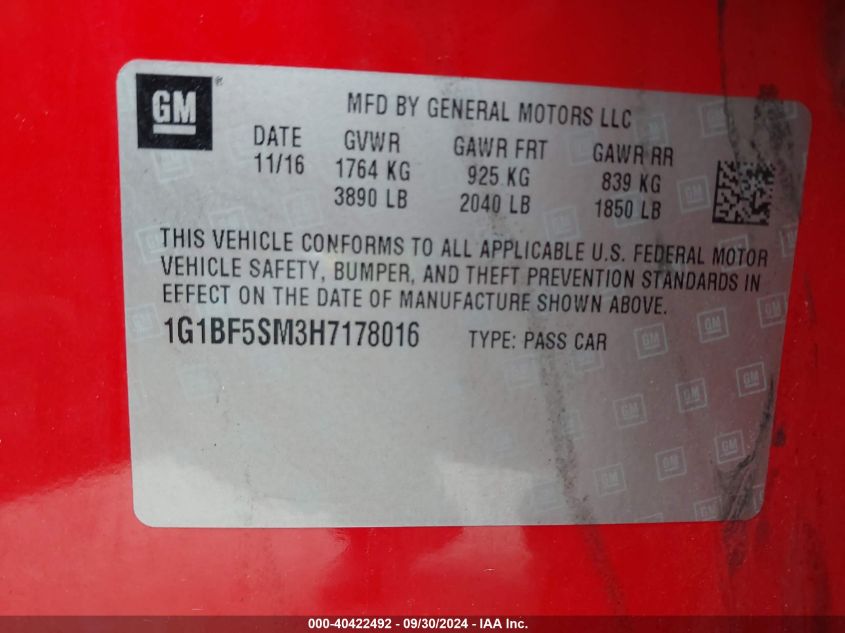 GM ®
MFD BY GENERAL MOTORS LLC
DATE GVWR GAWR FRT GAWR RR
11/16 1764 KG 925 KG 839 KG
3890 LB 2040 LB 1850 LB
THIS VEHICLE CONFORMS TO ALL APPLICABLE U.S. FEDERAL MOTOR
VEHICLE SAFETY, BUMPER, AND THEFT PREVENTION STANDARDS IN
EFFECT ON THE DATE OF MANUFACTURE SHOWN ABOVE.
1G1BF5SM3H7178016 TYPE: PASS CAR
000-40422492 - 09/30/2024 - IAA Inc.